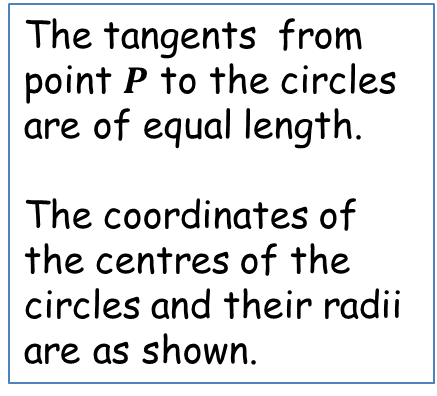 The tangents from
point P to the circles
are of equal length.
The coordinates of
the centres of the
circles and their radii
are as shown.